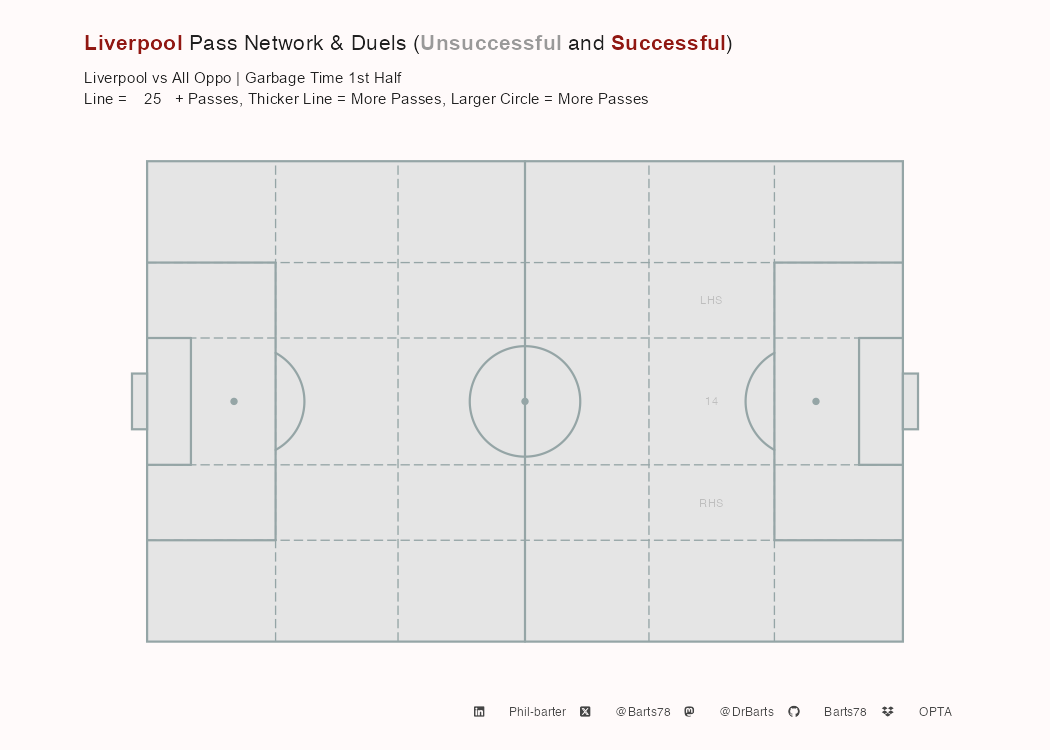 Liverpool Pass Network & Duels (Unsuccessful and Successful)
Liverpool vs All Oppo | Garbage Time 1st Half
Line = 25 + Passes, Thicker Line = More Passes, Larger Circle = More Passes
LHS
14
RHS
Phil-barter @Barts78 @DrBarts Barts78 OPTA